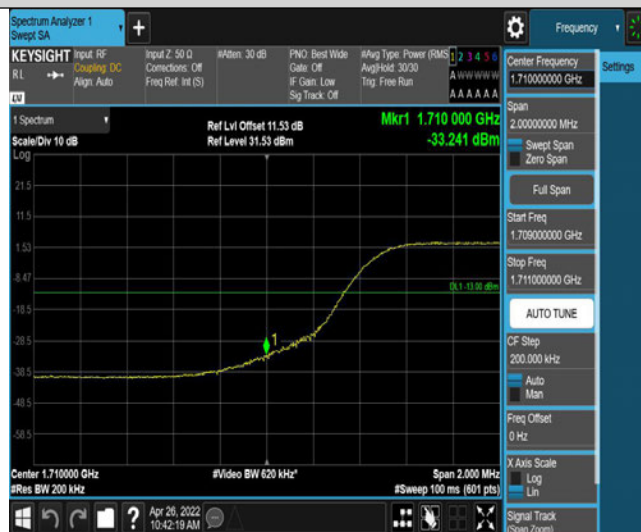 Spectrum Analyzer 1
Swept SA
+
Frequency
KEYSIGHT
RL
Input: RF
Coupling: DC
Align: Auto
Input Z: 50 Ω
Corrections: Off
Freq Ref: Int (S)
#Atten: 30 dB
PNO: Best Wide
Gate: Off
IF Gain: Low
Sig Track: Off
#Avg Type: Power (RMS
Avg|Hold: 30/30
Trig: Free Run
1 2 3 4 5 6
A W W W W W
A A A A A A
1 Spectrum
Scale/Div 10 dB
Log
Ref Lvl Offset 11.53 dB
Ref Level 31.53 dBm
Mkr1 1.710 000 GHz
-33.241 dBm
21.5
11.5
1.53
-8.47
DL1 -13.00 dBm
-18.5
-28.5
1
-38.5
-48.5
-58.5
Center 1.710000 GHz
#Res BW 200 kHz
#Video BW 620 kHz*
Span 2.000 MHz
#Sweep 100 ms (601 pts)
?
Apr 26, 2022
10:42:19 AM
Center Frequency
1.710000000 GHz
Settings
Span
2.00000000 MHz
Swept Span
Zero Span
Full Span
Start Freq
1.709000000 GHz
Stop Freq
1.711000000 GHz
AUTO TUNE
CF Step
200.000 kHz
Auto
Man
Freq Offset
0 Hz
X Axis Scale
Log
Lin
Signal Track
(Span Zoom)